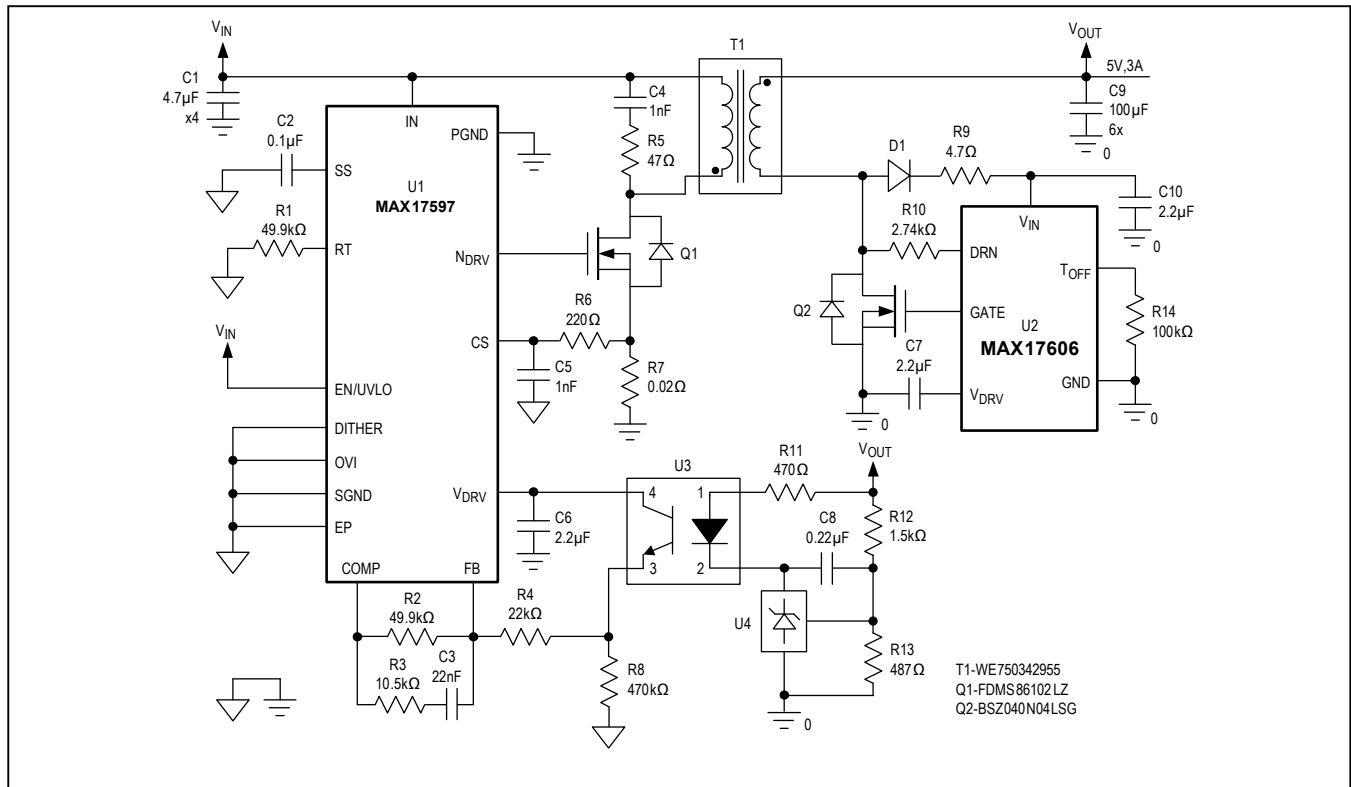 VIN
C1
4.7µF
x4
C2
0.1µF
R1
49.9kΩ
VIN
IN
PGND
SS
U1
MAX17597
RT
NDRV
CS
EN/UVLO
DITHER
OVI
SGND
EP
VDRV
COMP
FB
R2
49.9kΩ
R3
10.5kΩ
C3
22nF
R4
22kΩ
R8
470kΩ
C4
1nF
R5
47Ω
Q1
R6
220Ω
C5
1nF
R7
0.02Ω
C6
2.2µF
T1
VOUT
5V,3A
C9
100µF
6x
0
D1
R9
4.7Ω
C10
2.2µF
0
R10
2.74kΩ
VIN
DRN
TOFF
GATE
U2
MAX17606
GND
VDRV
R14
100kΩ
0
Q2
C7
2.2µF
0
U3
4
1
3
2
R11
470Ω
VOUT
R12
1.5kΩ
C8
0.22µF
U4
R13
487Ω
0
T1-WE750342955
Q1-FDMS86102LZ
Q2-BSZ040N04LSG